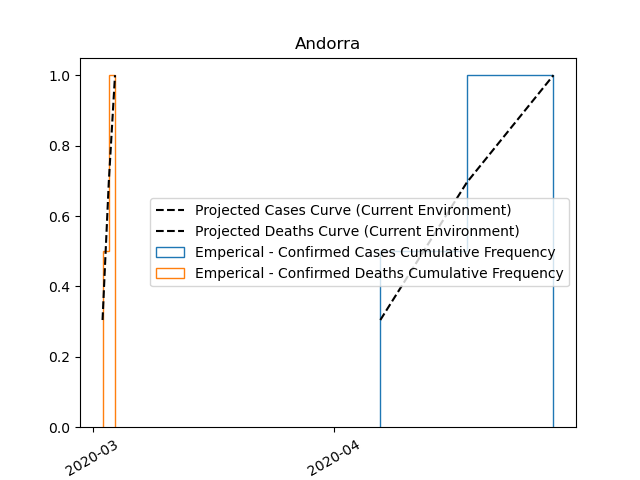 Andorra
1.0
0.8
0.6
0.4
0.2
0.0
Projected Cases Curve (Current Environment)
Projected Deaths Curve (Current Environment)
Emperical - Confirmed Cases Cumulative Frequency
Emperical - Confirmed Deaths Cumulative Frequency
2020-03
2020-04